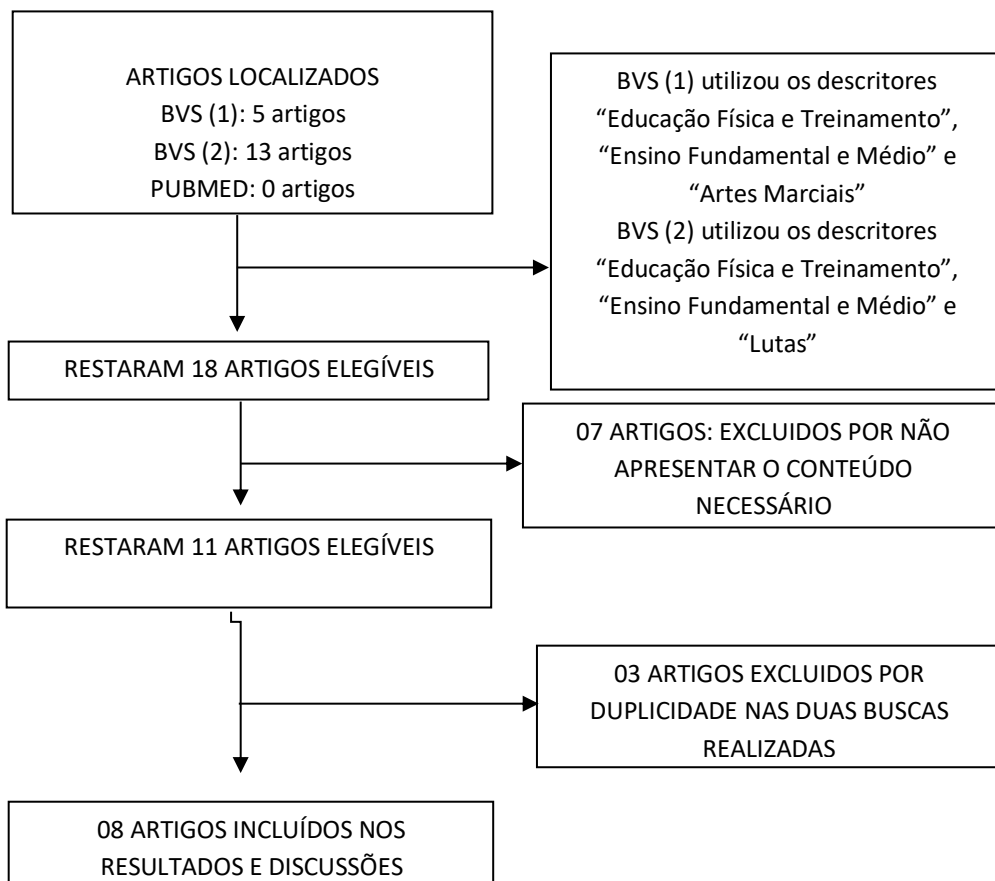 ARTIGOS LOCALIZADOS
BVS (1): 5 artigos
BVS (2): 13 artigos
PUBMED: 0 artigos
BVS (1) utilizou os descritores
“Educação Física e Treinamento”,
“Ensino Fundamental e Médio” e
“Artes Marciais”
BVS (2) utilizou os descritores
“Educação Física e Treinamento”,
“Ensino Fundamental e Médio” e
“Lutas”
RESTARAM 18 ARTIGOS ELEGÍVEIS
07 ARTIGOS: EXCLUIDOS POR NÃO
APRESENTAR O CONTEÚDO
NECESSÁRIO
RESTARAM 11 ARTIGOS ELEGÍVEIS
03 ARTIGOS EXCLUIDOS POR
DUPLICIDADE NAS DUAS BUSCAS
REALIZADAS
08 ARTIGOS INCLUÍDOS NOS
RESULTADOS E DISCUSSÕES